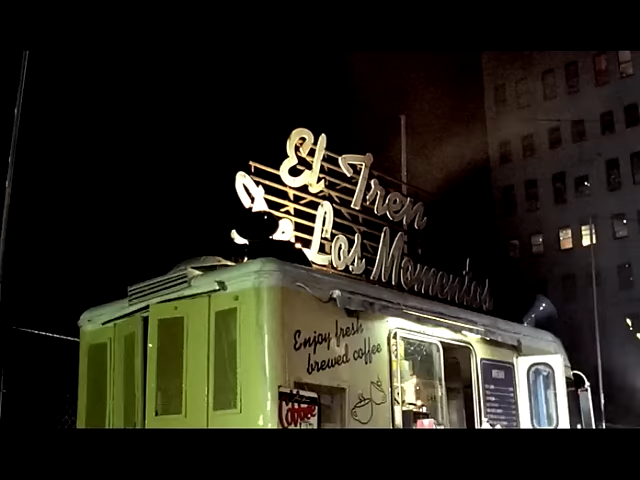 El Tren
Los Momentos
Enjoy fresh
brewed coffee
Coffee